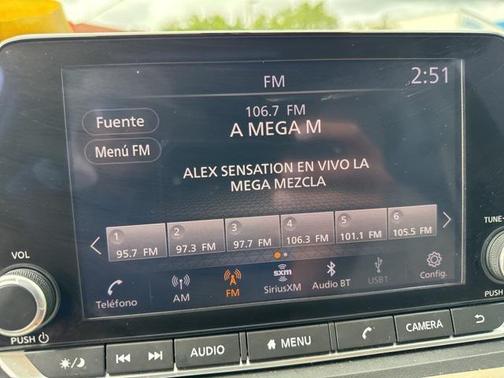 FM
2:51
106.7 FM
Fuente
A MEGA M
Menú FM
ALEX SENSATION EN VIVO LA
MEGA MEZCLA
1 2 3 4 5 6
95.7 FM 97.3 FM 97.7 FM 106.3 FM 101.1 FM 105.5 FM
VOL
TUNE
Teléfono AM FM sxm SiriusXM Audio BT USBT Config.
PUSH
PUSH
AUDIO MENU CAMERA